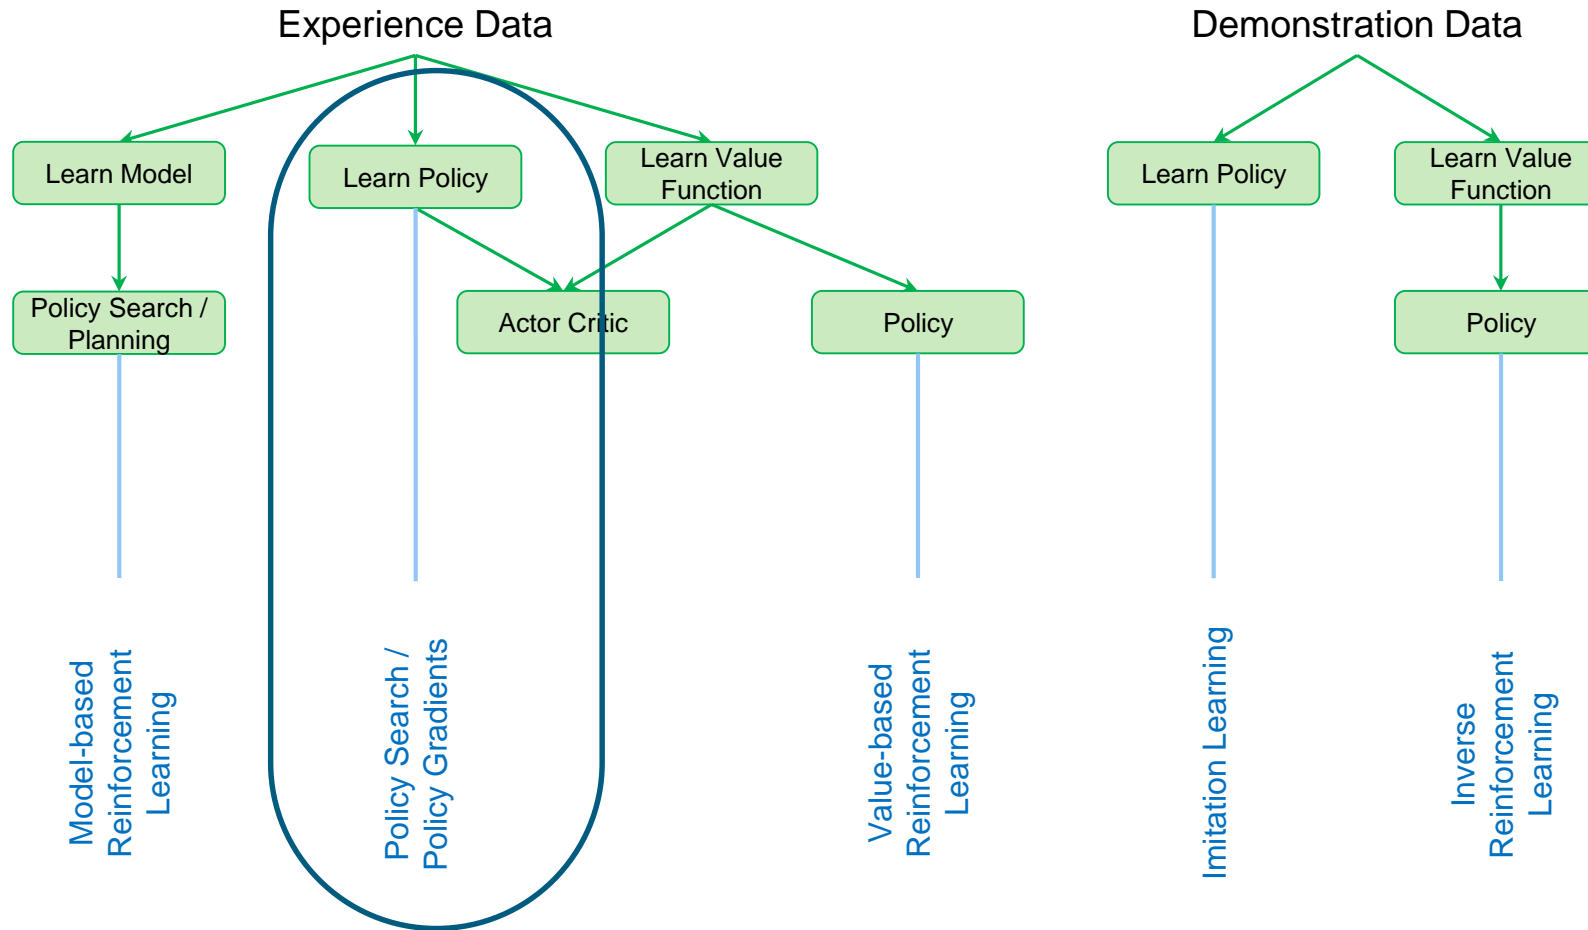 Experience Data
Demonstration Data
Learn Model
Learn Policy
Learn Value
Function
Learn Policy
Learn Value
Function
Policy Search /
Planning
Actor Critic
Policy
Policy
Model-based
Reinforcement
Learning
Policy Search /
Policy Gradients
Value-based
Reinforcement
Learning
Imitation Learning
Inverse
Reinforcement
Learning